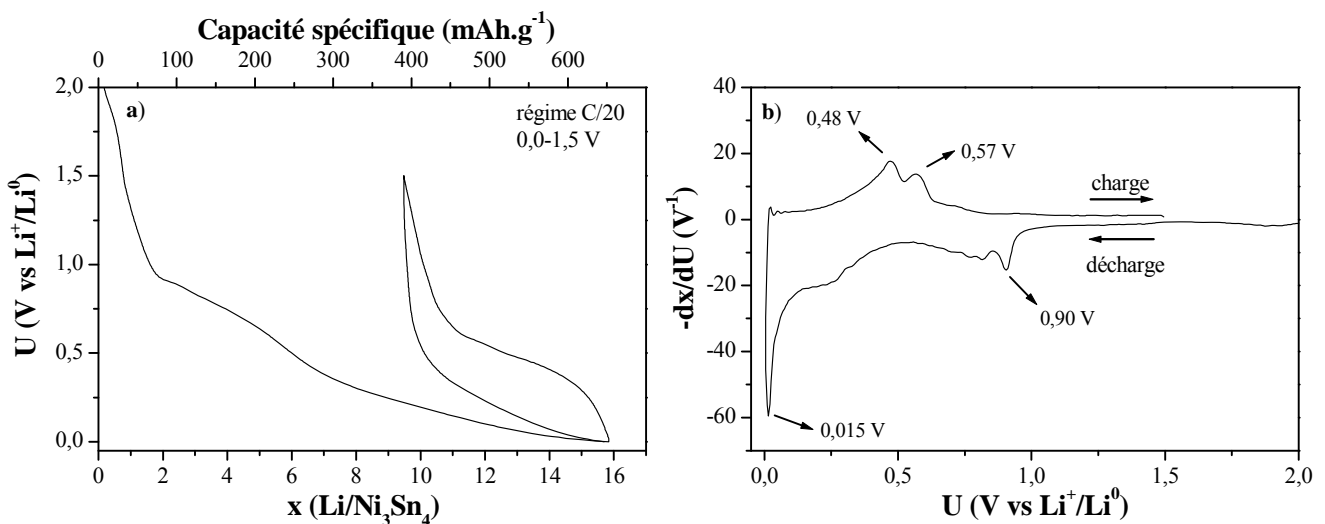 Capacité spécifique (mAh.g⁻¹)
0 100 200 300 400 500 600
2,0
1,5
1,0
0,5
0,0
U (V vs Li⁺/Li⁰)
a)
régime C/20
0,0-1,5 V
0 2 4 6 8 10 12 14 16
x (Li/Ni₃Sn₄)
40
20
0
-20
-40
-60
-dx/dU (V⁻¹)
b)
0,48 V
0,57 V
charge
décharge
0,90 V
0,015 V
0,0 0,5 1,0 1,5 2,0
U (V vs Li⁺/Li⁰)